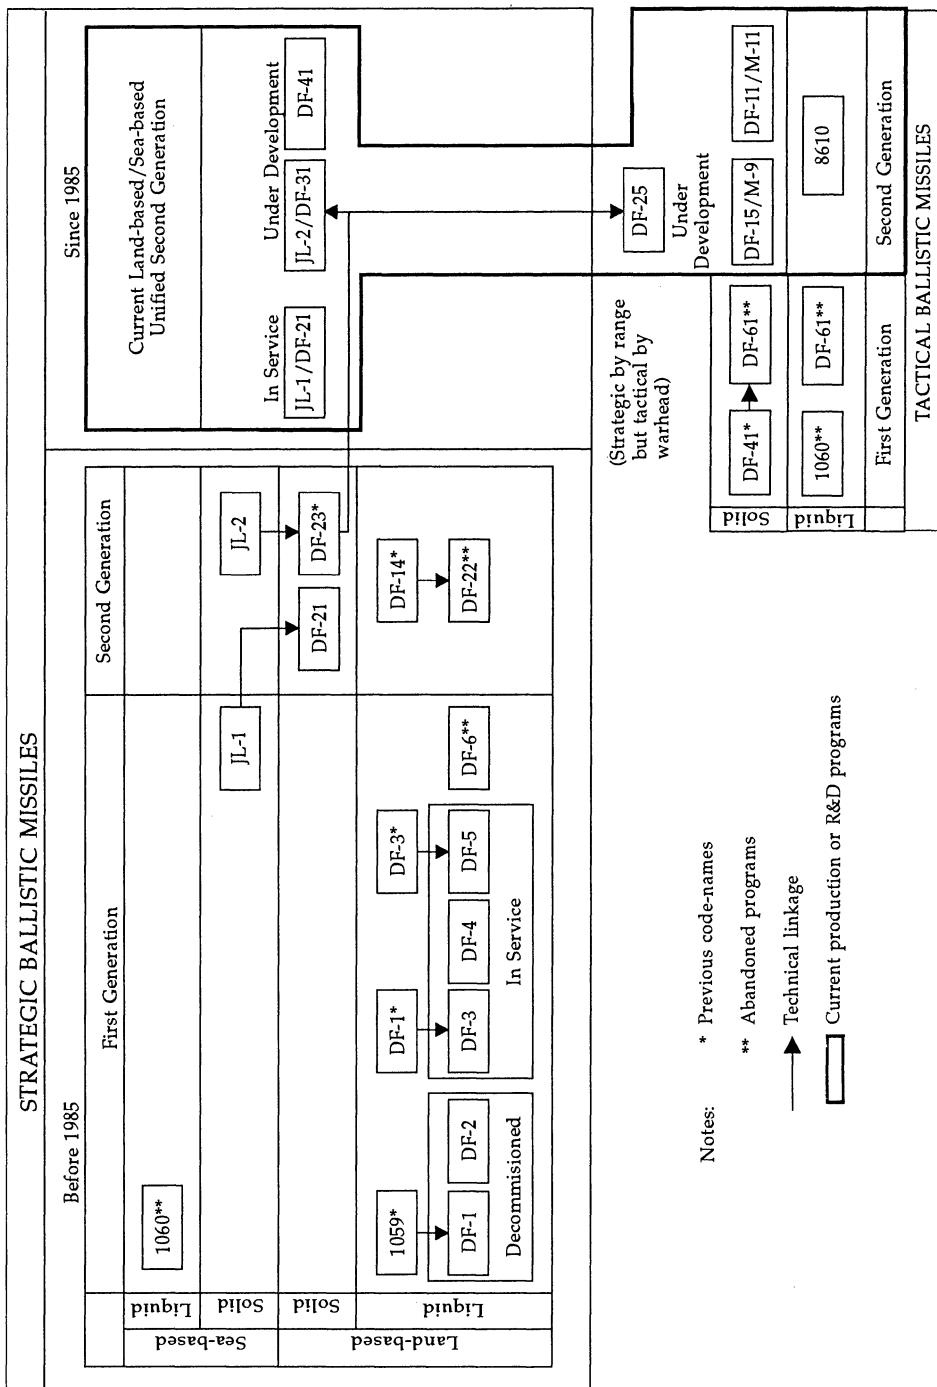 STRATEGIC BALLISTIC MISSILES
Before 1985
Since 1985
First Generation
Second Generation
Sea-based
Liquid
1060**
Solid
JL-1
JL-2
Land-based
Solid
DF-21
DF-23*
Liquid
1059*
DF-1*
DF-3*
DF-14*
DF-1
DF-2
Decommisioned
DF-3
DF-4
DF-5
In Service
DF-6**
DF-22**
Current Land-based/Sea-based
Unified Second Generation
In Service
Under Development
JL-1/DF-21
JL-2/DF-31
DF-41
(Strategic by range
but tactical by
warhead)
DF-25
Under
Development
Solid
DF-41*
DF-61**
DF-15/M-9
DF-11/M-11
Liquid
1060**
DF-61**
8610
First Generation
Second Generation
TACTICAL BALLISTIC MISSILES
Notes:
* Previous code-names
** Abandoned programs
Technical linkage
Current production or R&D programs